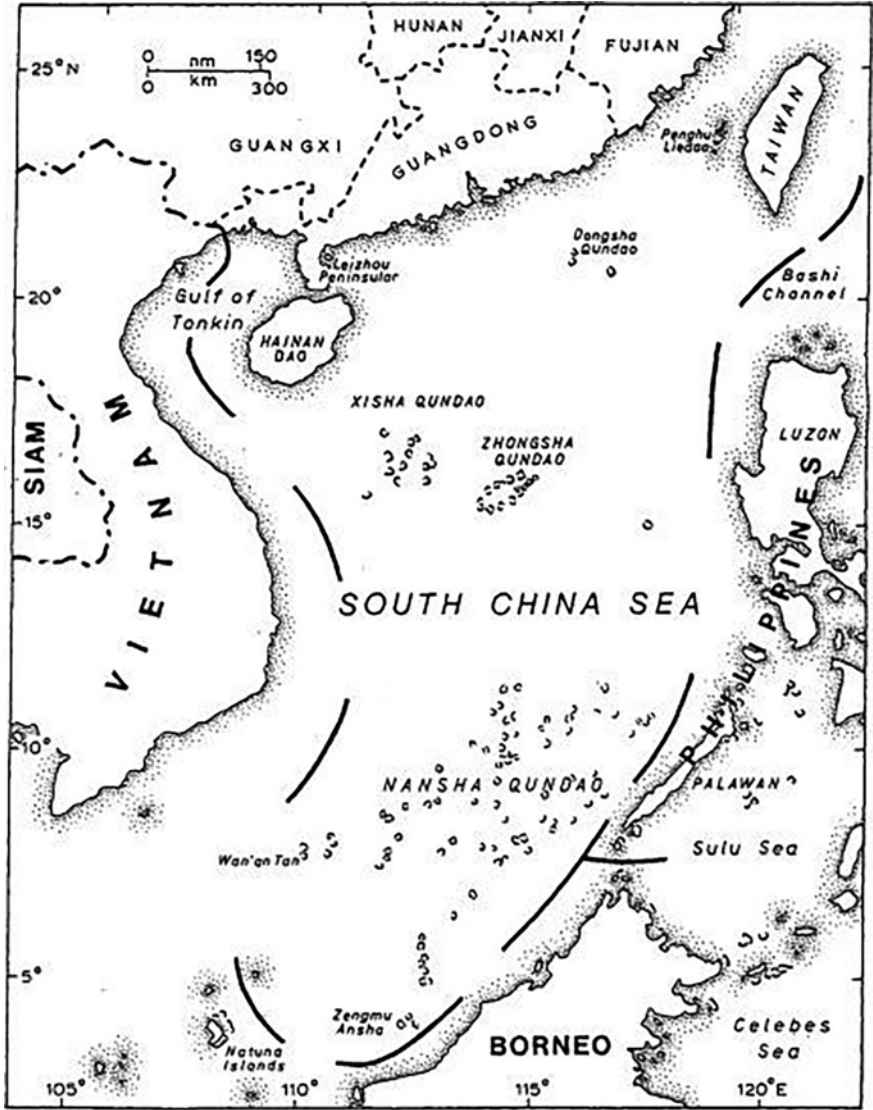 HUNAN
JIANXI
FUJIAN
25° N
0 nm 150
0 km 300
GUANGXI
GUANGDONG
Penghu
Liedao
TAIWAN
Dongsha
Qundao
Leizhou
Peninsular
Bashi
Channel
20°
Gulf of
Tonkin
HAINAN
DAO
XISHA QUNDAO
ZHONGSHA
QUNDAO
LUZON
SIAM
VIETNAM
15°
PHILIPPINES
SOUTH CHINA SEA
10°
NANSHA QUNDAO
PALAWAN
Wan'an Tan
Sulu Sea
5°
Zengmu
Ansha
Natuna
Islands
BORNEO
Celebes
Sea
105°
110°
115°
120°E